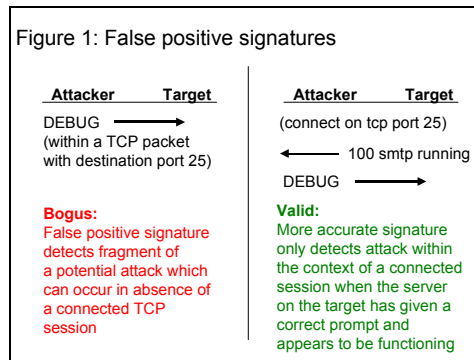 Figure 1: False positive signatures
Attacker Target
DEBUG
(within a TCP packet
with destination port 25)
Bogus:
False positive signature
detects fragment of
a potential attack which
can occur in absence of
a connected TCP
session
Attacker Target
(connect on tcp port 25)
100 smtp running
DEBUG
Valid:
More accurate signature
only detects attack within
the context of a connected
session when the server
on the target has given a
correct prompt and
appears to be functioning